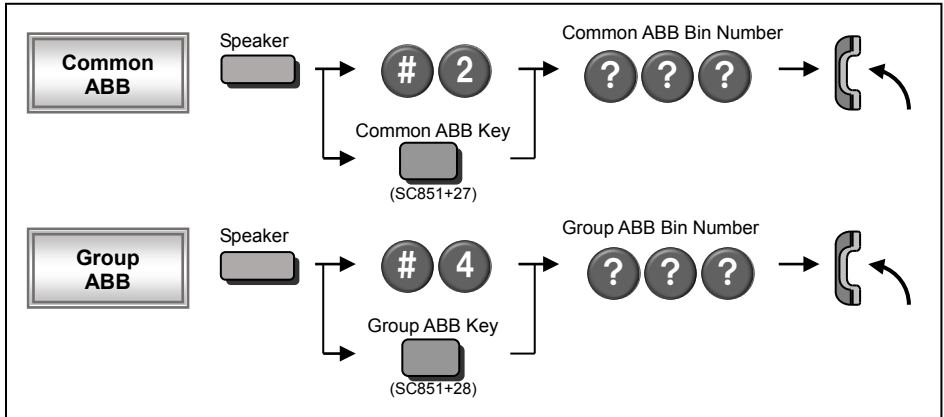 Common
ABB
Speaker
# 2
Common ABB Key
(SC851+27)
Common ABB Bin Number
? ? ?
Group
ABB
Speaker
# 4
Group ABB Key
(SC851+28)
Group ABB Bin Number
? ? ?